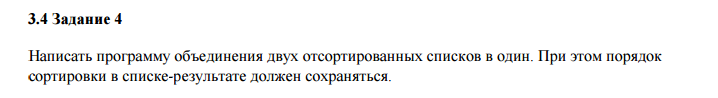 3.4 Задание 4
Написать программу объединения двух отсортированных списков в один. При этом порядок
сортировки в списке-результате должен сохраняться.